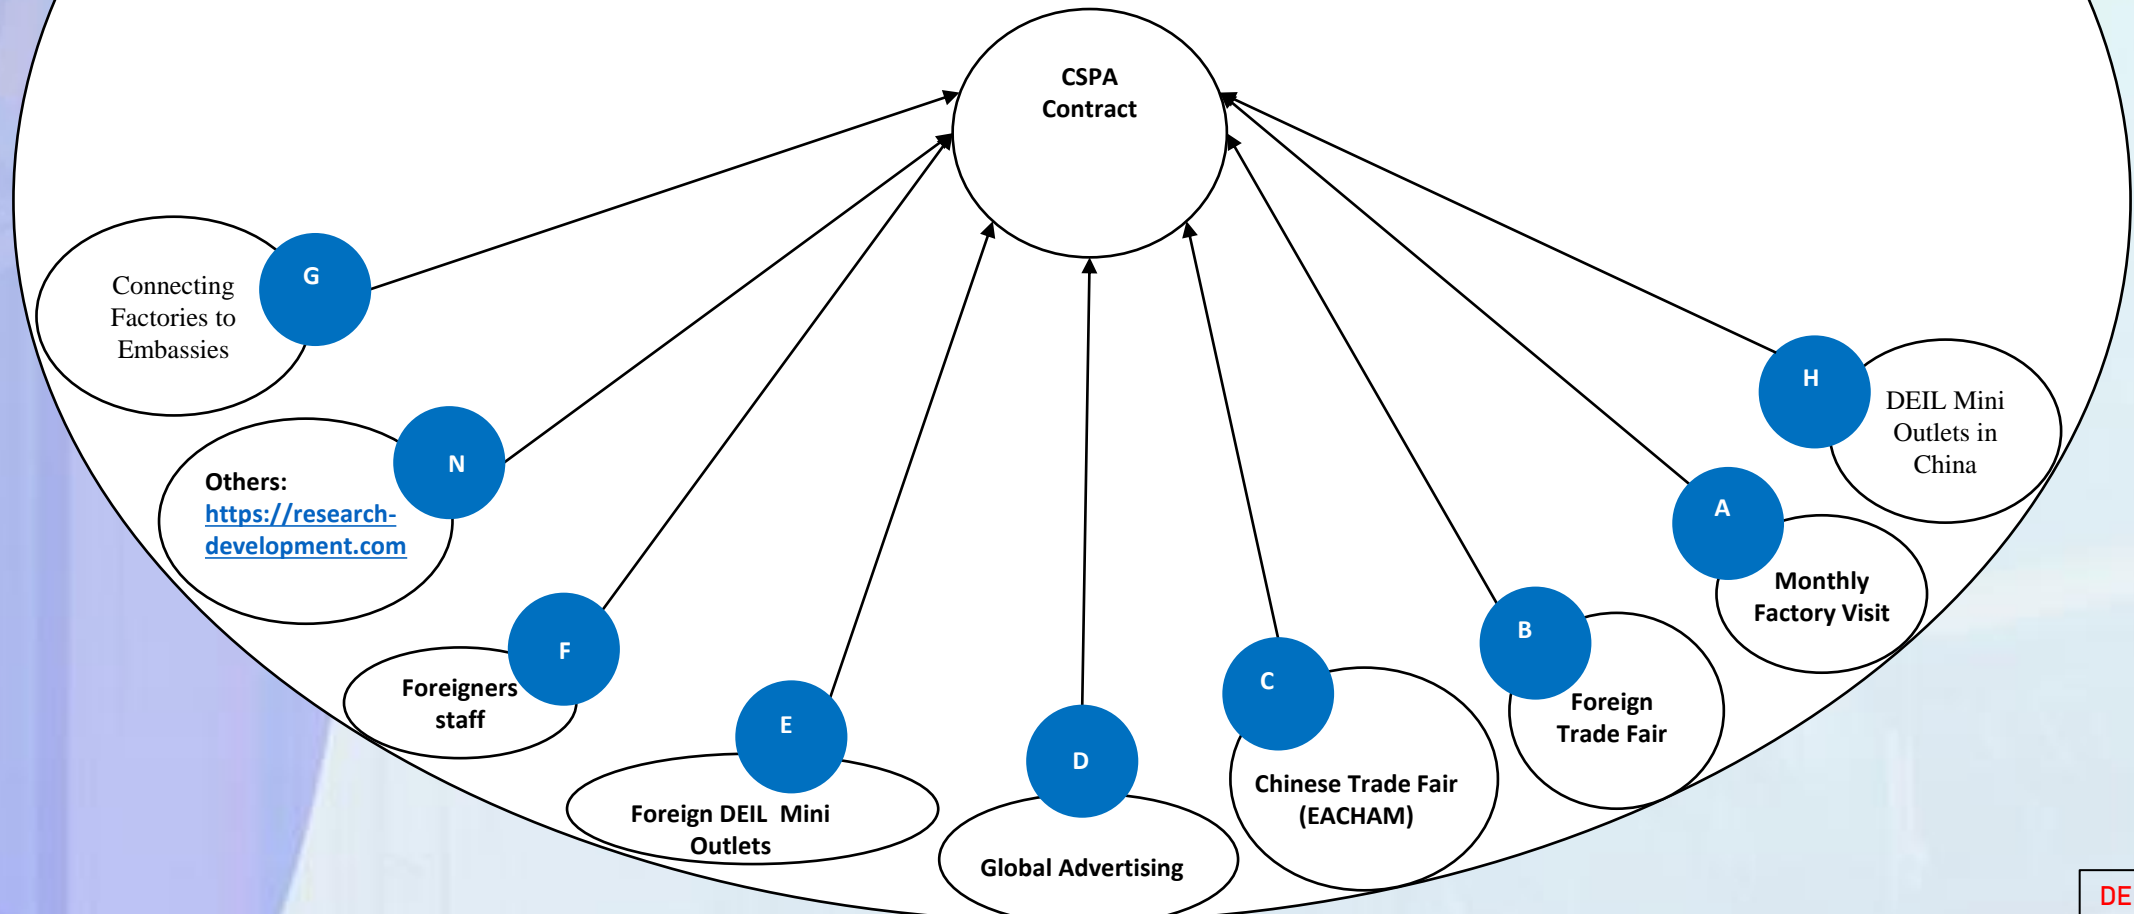 CSPA
Contract
G
Connecting
Factories to
Embassies
N
Others:
https://research-
development.com
F
Foreigners
staff
E
Foreign DEIL  Mini
Outlets
D
Global Advertising
C
Chinese Trade Fair
(EACHAM)
B
Foreign
Trade Fair
A
Monthly
Factory Visit
H
DEIL Mini
Outlets in
China
DE